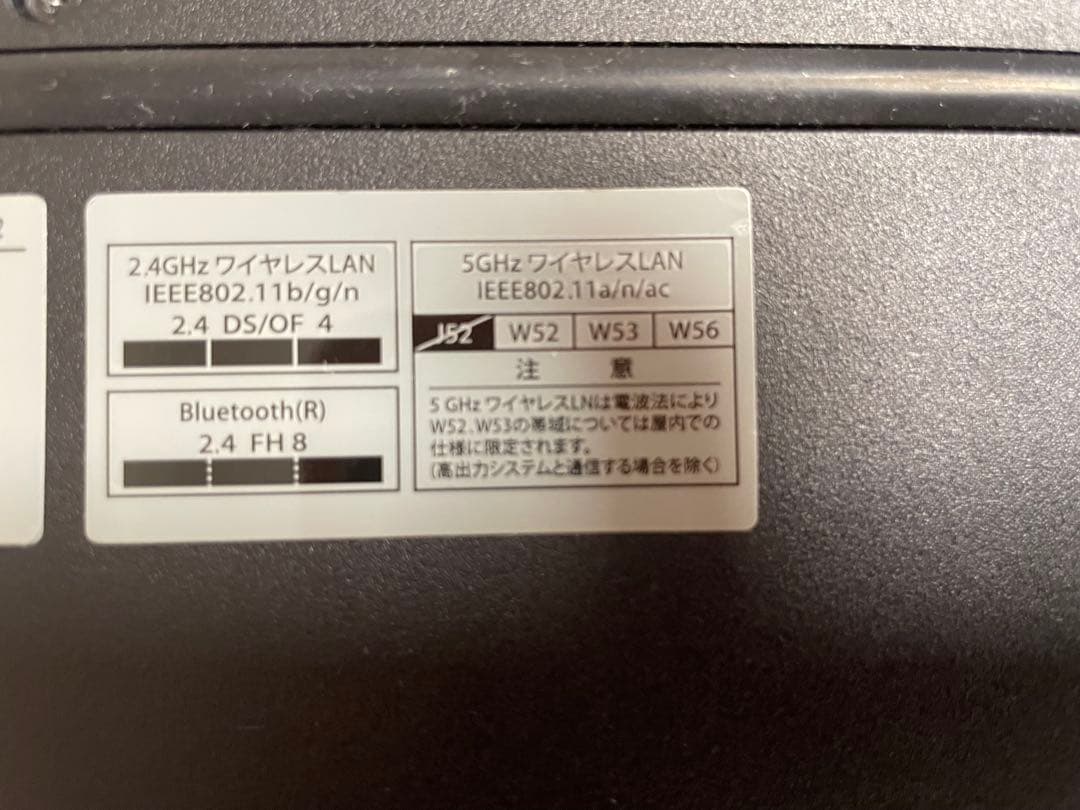 2.4GHz ワイヤレスLAN
IEEE802.11b/g/n
2.4 DS/OF 4
Bluetooth(R)
2.4 FH 8
5GHz ワイヤレスLAN
IEEE802.11a/n/ac
J52 W52 W53 W56
注 意
5 GHz ワイヤレスLNは電波法により
W52、W53の帯域については屋内での
仕様に限定されます。
(高出力システムと通信する場合を除く)